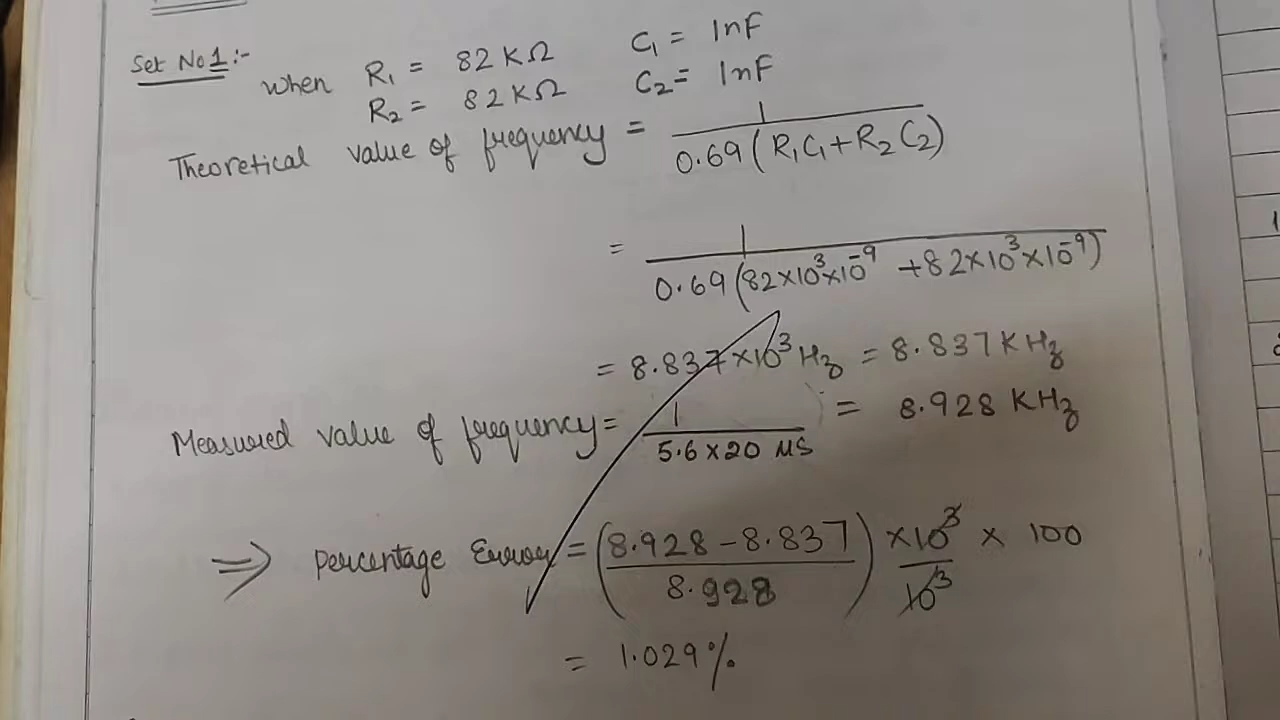 Set No 1:-
when R₁ = 82 KΩ C₁ = 1nF
R₂ = 82 KΩ C₂ = 1nF
Theoretical value of frequency = 1 / 0.69 (R₁C₁ + R₂C₂)
= 1 / 0.69 (82×10³×10⁻⁹ + 82×10³×10⁻⁹)
= 8.837 ×10³ Hz = 8.837 KHz
Measured value of frequency = 1 / 5.6 × 20 μs = 8.928 KHz
⇒ Percentage Error = (8.928 - 8.837 / 8.928) ×10³ / 10³ × 100
= 1.029%